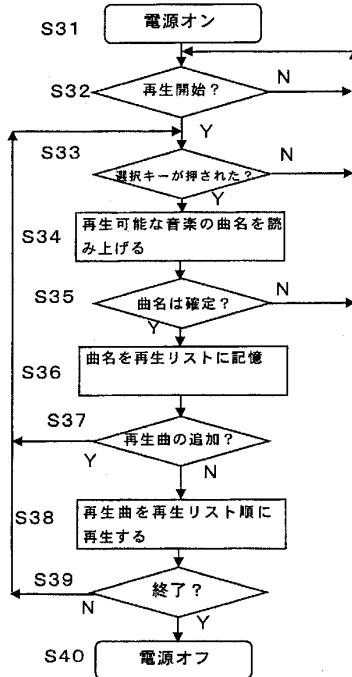 S31
電源オン
S32
再生開始？
N
Y
S33
選択キーが押された？
N
Y
S34
再生可能な音楽の曲名を読
み上げる
S35
曲名は確定？
N
Y
S36
曲名を再生リストに記憶
S37
再生曲の追加？
Y
N
S38
再生曲を再生リスト順に
再生する
S39
終了？
N
Y
S40
電源オフ